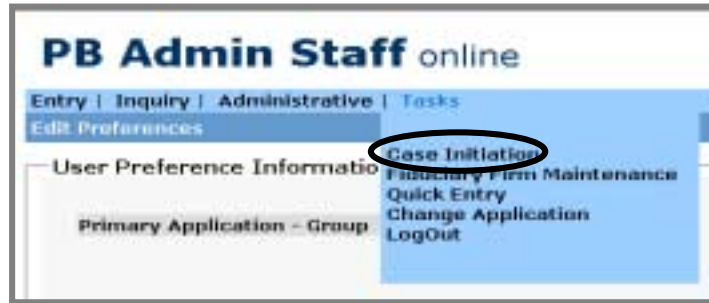 PB Admin Staff online
Entry | Inquiry | Administrative | Tasks
Edit Preferences
User Preference Informatio
Case Initiation
Fiduciary Firm Maintenance
Quick Entry
Primary Application - Group
Change Application
LogOut